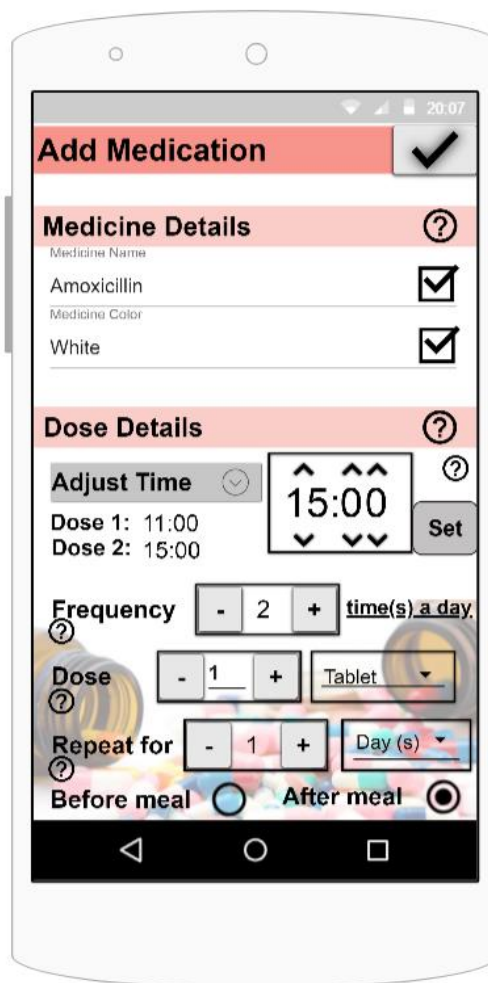 20:07
Add Medication
Medicine Details ?
Medicine Name
Amoxicillin
Medicine Color
White
Dose Details ?
?
Adjust Time
15:00
Dose 1: 11:00
Set
Dose 2: 15:00
Frequency - 2 + time(s) a day
?
Dose - 1 + Tablet
?
Repeat for - 1 + Day (s)
?
Before meal After meal